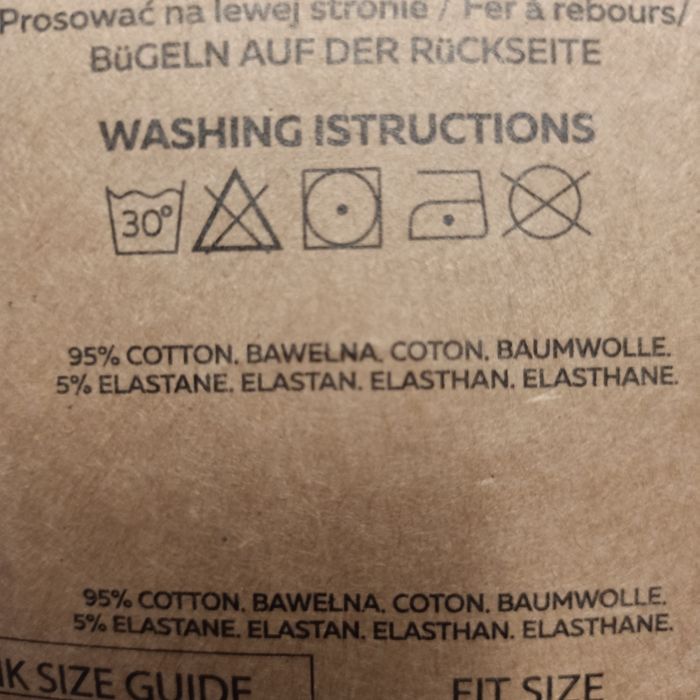 Prosować na lewej stronie / Fer à rebours/
BüGELN AUF DER RüCKSEITE
WASHING ISTRUCTIONS
30°
95% COTTON. BAWEŁNA. COTON. BAUMWOLLE.
5% ELASTANE. ELASTAN. ELASTHAN. ELASTHANE.
95% COTTON. BAWEŁNA. COTON. BAUMWOLLE.
5% ELASTANE. ELASTAN. ELASTHAN. ELASTHANE.
SIZE GUIDE
FIT SIZE